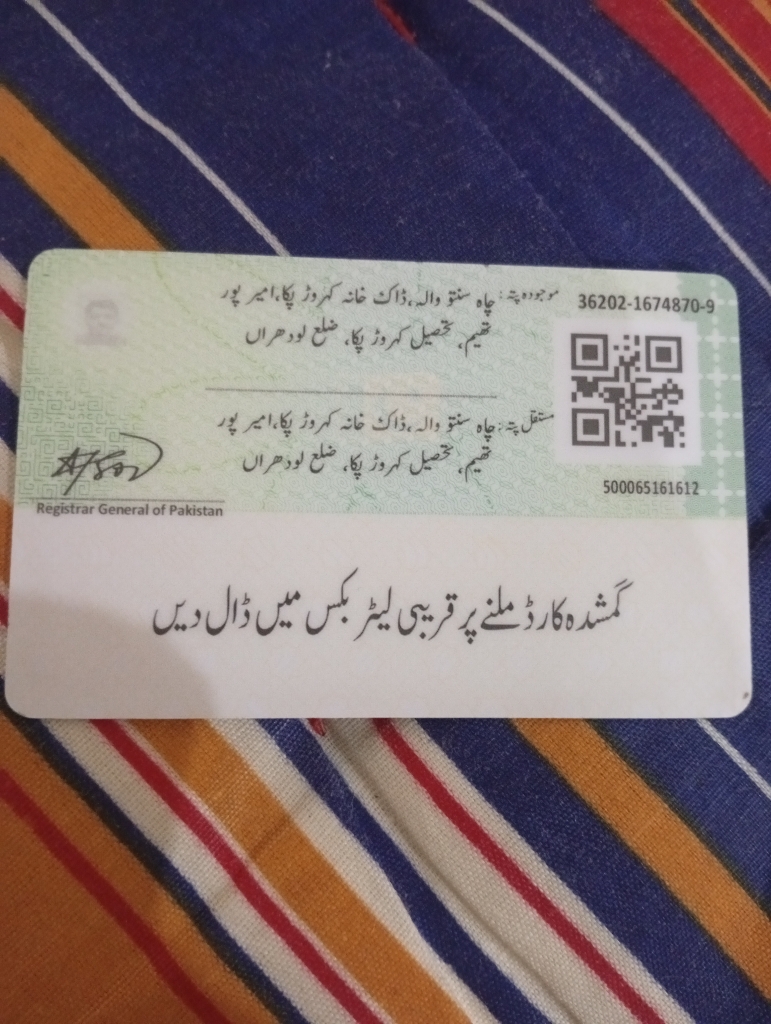 موجودہ پتہ: چاہ سنتو والہ، ڈاک خانہ کہروڑ پکا، امیر پور
تھیم، تحصیل کہروڑ پکا، ضلع لودھراں
36202-1674870-9
مستقل پتہ: چاہ سنتو والہ، ڈاک خانہ کہروڑ پکا، امیر پور
تھیم، تحصیل کہروڑ پکا، ضلع لودھراں
500065161612
Registrar General of Pakistan
گمشدہ کارڈ ملنے پر قریبی لیٹر بکس میں ڈال دیں